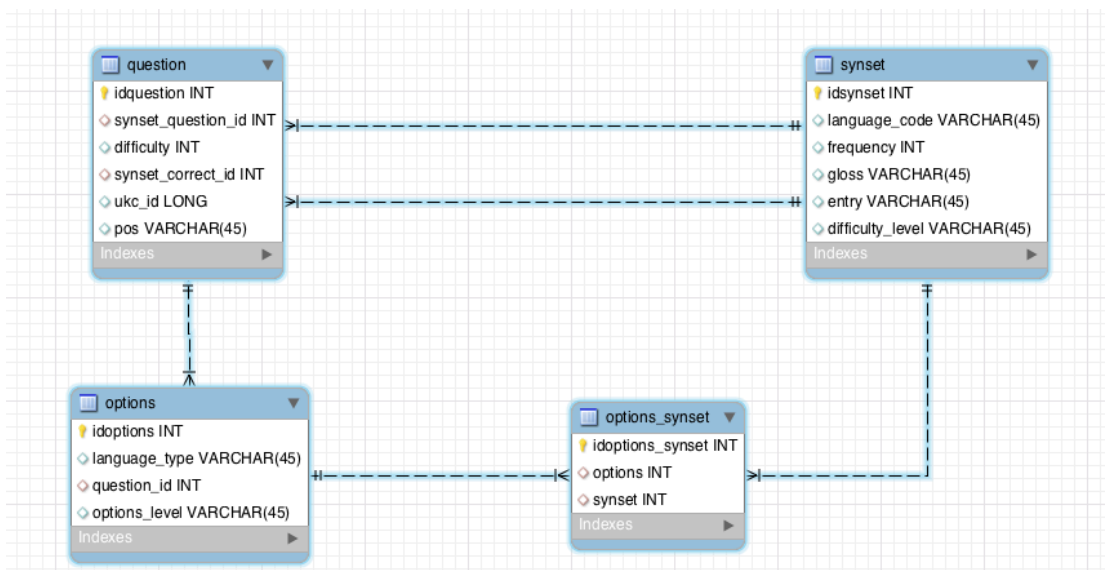 question
idquestion INT
synset_question_id INT
difficulty INT
synset_correct_id INT
ukc_id LONG
pos VARCHAR(45)
Indexes
synset
idsynset INT
language_code VARCHAR(45)
frequency INT
gloss VARCHAR(45)
entry VARCHAR(45)
difficulty_level VARCHAR(45)
Indexes
options
idoptions INT
language_type VARCHAR(45)
question_id INT
options_level VARCHAR(45)
Indexes
options_synset
idoptions_synset INT
options INT
synset INT
Indexes